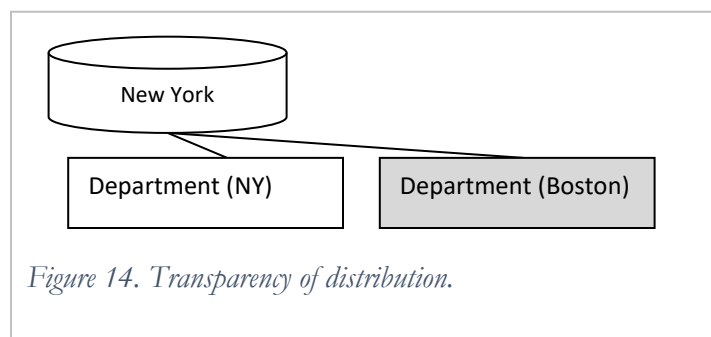 New York
Department (NY)
Department (Boston)
Figure 14. Transparency of distribution.